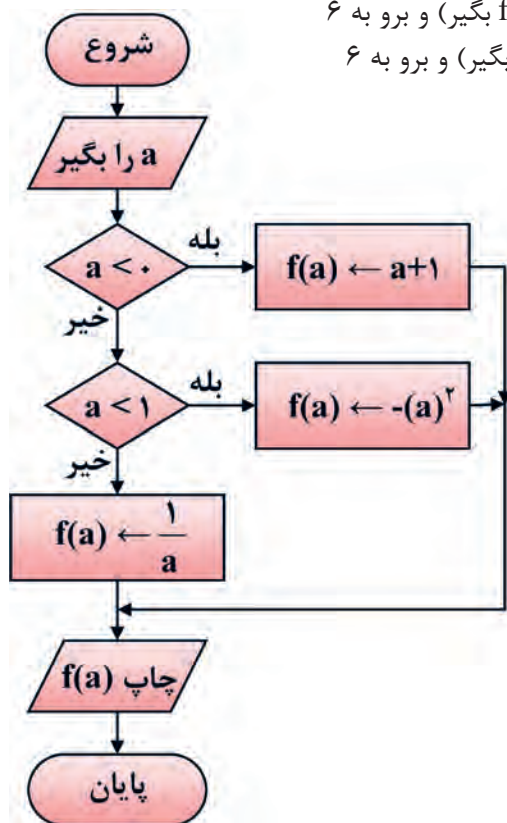 f بگیر) و برو به ۶
بگیر) و برو به ۶
شروع
a را بگیر
a < ۰
بله
f(a) ← a+۱
خیر
a < ۱
بله
f(a) ← -(a)²
خیر
f(a) ← ۱/a
چاپ f(a)
پایان